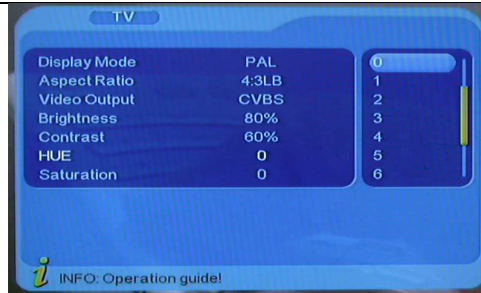 TV
Display Mode PAL 0
Aspect Ratio 4:3LB 1
Video Output CVBS 2
Brightness 80% 3
Contrast 60% 4
HUE 0 5
Saturation 0 6
INFO: Operation guide!